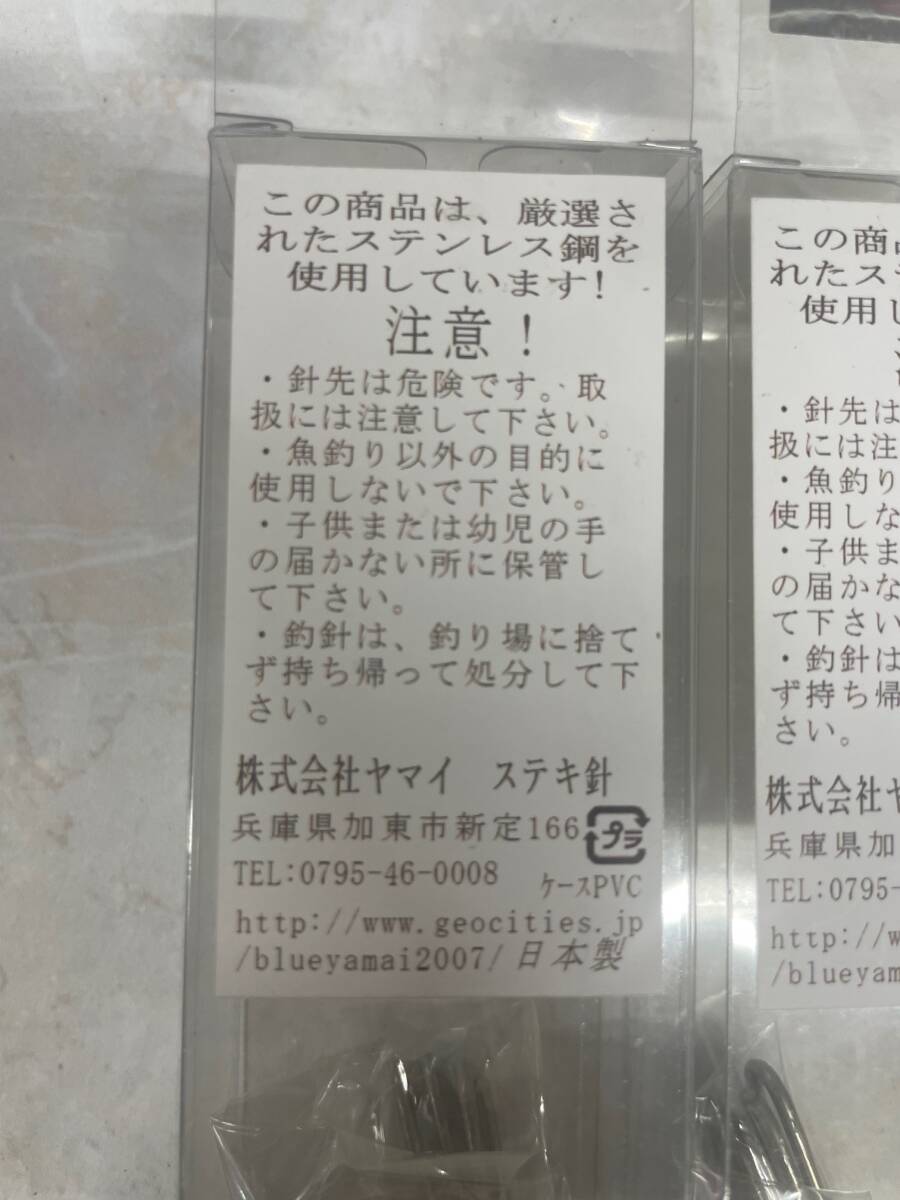 この商品は、厳選さ
れたステンレス鋼を
使用しています!
注意！
・針先は危険です。取
扱には注意して下さい。
・魚釣り以外の目的に
使用しないで下さい。
・子供または幼児の手
の届かない所に保管し
て下さい。
・釣針は、釣り場に捨て
ず持ち帰って処分して下
さい。
株式会社ヤマイ　ステキ針
兵庫県加東市新定166
プラ
TEL:0795-46-0008
ケースPVC
http://www.geocities.jp
/blueyamai2007/日本製
この商品
れたステ
使用し
・針先は
扱には注
・魚釣り
使用しな
・子供ま
の届かな
て下さい
・釣針は
ず持ち帰
さい。
株式会社ヤ
兵庫県加
TEL:0795-
http://w
/blueyama